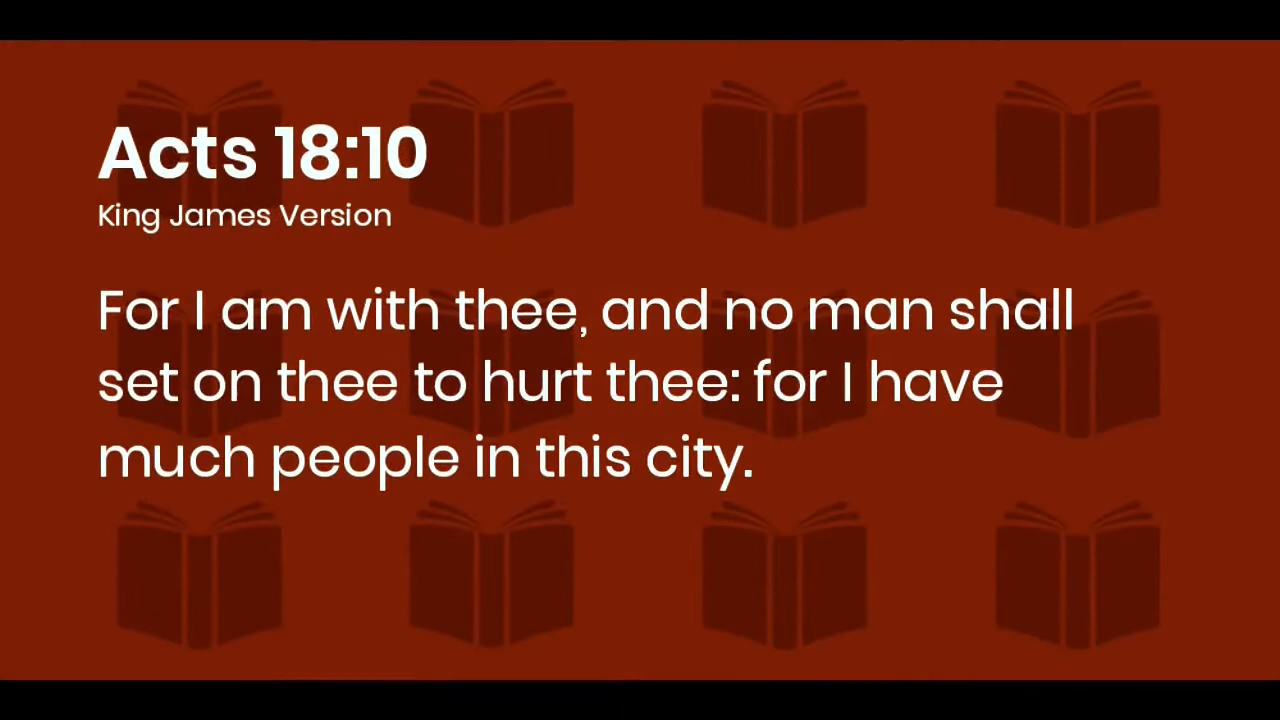 Acts 18:10
King James Version
For I am with thee, and no man shall
set on thee to hurt thee: for I have
much people in this city.